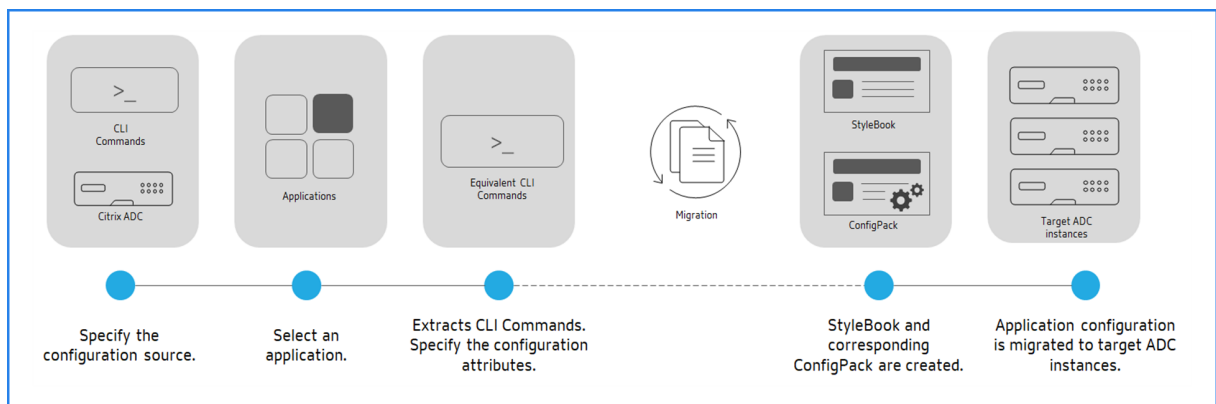 >_
CLI
Commands
Citrix ADC
Applications
>_
Equivalent CLI
Commands
Migration
StyleBook
ConfigPack
Target ADC
instances
Specify the
configuration source.
Select an
application.
Extracts CLI Commands.
Specify the configuration
attributes.
StyleBook and
corresponding
ConfigPack are created.
Application configuration
is migrated to target ADC
instances.